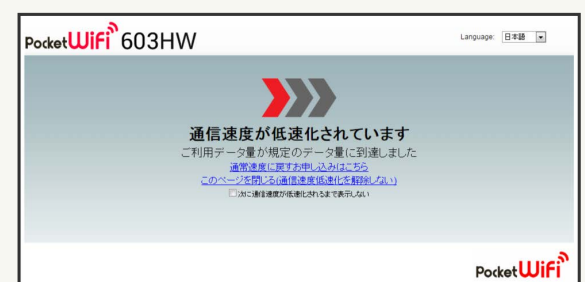 Pocket WiFi 603HW
Language: 日本語
通信速度が低速化されています
ご利用データ量が規定のデータ量に到達しました
通常速度に戻すお申し込みはこちら
このページを閉じる(通信速度低速化を解除しない)
次に通信速度が低速化されるまで表示しない
Pocket WiFi